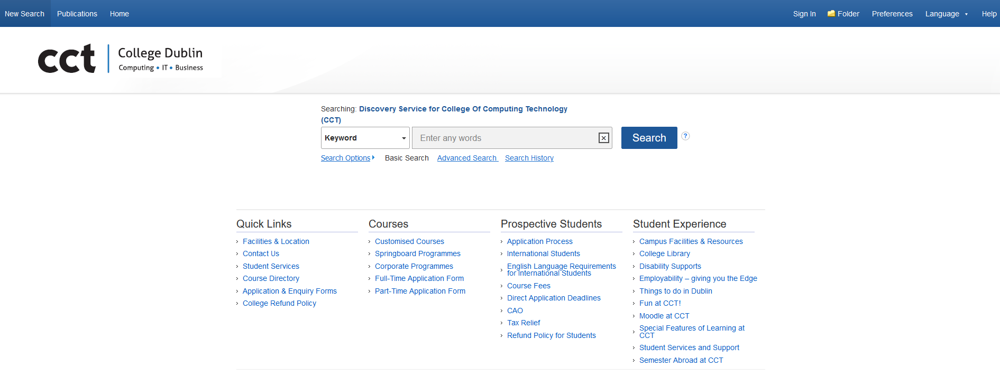 New Search Publications Home Sign In Folder Preferences Language Help
cct College Dublin
Computing • IT • Business
Searching: Discovery Service for College Of Computing Technology
(CCT)
Keyword Enter any words Search ?
Search Options Basic Search Advanced Search Search History
Quick Links
Facilities & Location
Contact Us
Student Services
Course Directory
Application & Enquiry Forms
College Refund Policy
Courses
Customised Courses
Springboard Programmes
Corporate Programmes
Full-Time Application Form
Part-Time Application Form
Prospective Students
Application Process
International Students
English Language Requirements
for International Students
Course Fees
Direct Application Deadlines
CAO
Tax Relief
Refund Policy for Students
Student Experience
Campus Facilities & Resources
College Library
Disability Supports
Employability – giving you the Edge
Things to do in Dublin
Fun at CCT!
Moodle at CCT
Special Features of Learning at
CCT
Student Services and Support
Semester Abroad at CCT